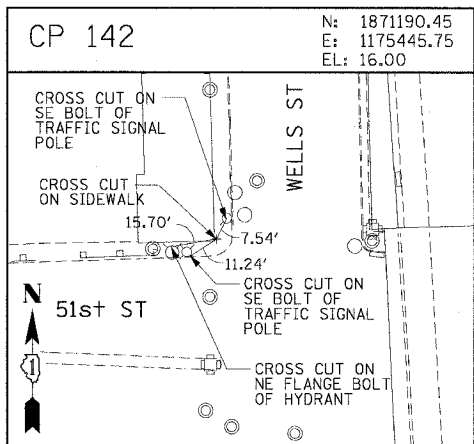 CP 142
N: 1871190.45
E: 1175445.75
EL: 16.00
CROSS CUT ON
SE BOLT OF
TRAFFIC SIGNAL
POLE
WELLS ST
CROSS CUT
ON SIDEWALK
15.70'
7.54'
11.24'
CROSS CUT ON
SE BOLT OF
TRAFFIC SIGNAL
POLE
N
51st ST
1
CROSS CUT ON
NE FLANGE BOLT
OF HYDRANT